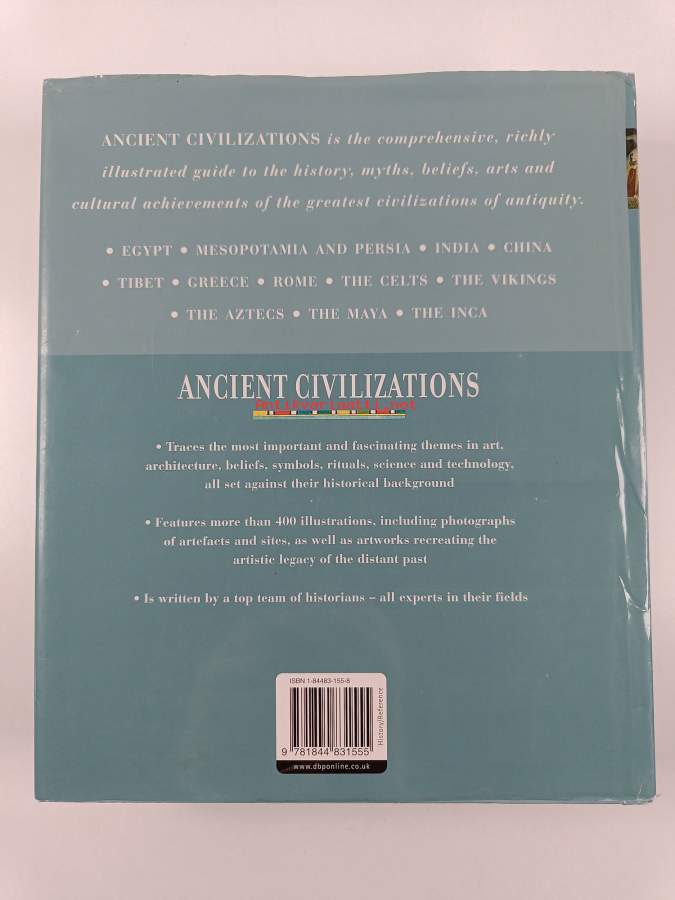 ANCIENT CIVILIZATIONS is the comprehensive, richly
illustrated guide to the history, myths, beliefs, arts and
cultural achievements of the greatest civilizations of antiquity.
• EGYPT • MESOPOTAMIA AND PERSIA • INDIA • CHINA
• TIBET • GREECE • ROME • THE CELTS • THE VIKINGS
• THE AZTECS • THE MAYA • THE INCA
ANCIENT CIVILIZATIONS
Antikvariaatti.net
• Traces the most important and fascinating themes in art,
architecture, beliefs, symbols, rituals, science and technology,
all set against their historical background
• Features more than 400 illustrations, including photographs
of artefacts and sites, as well as artworks recreating the
artistic legacy of the distant past
• Is written by a top team of historians – all experts in their fields
ISBN 1-84483-155-8
History/Reference
9 781844 831555
www.dbponline.co.uk